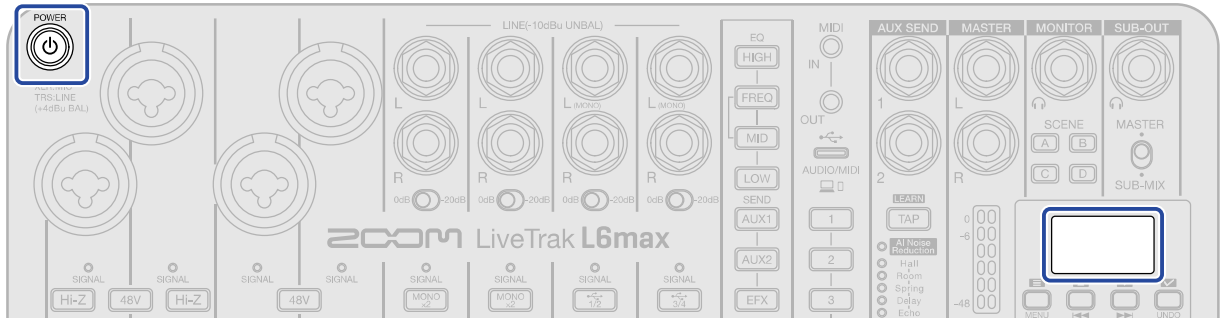 POWER
XLR:MIC
TRS:LINE
(+4dBu BAL)
LINE(-10dBu UNBAL)
L
L
L (MONO)
L (MONO)
R
R
R
R
0dB -20dB
0dB -20dB
0dB -20dB
0dB -20dB
EQ
HIGH
FREQ
MID
LOW
SEND
AUX1
AUX2
EFX
MIDI
IN
OUT
AUDIO/MIDI
1
2
3
AUX SEND
1
2
MASTER
L
R
MONITOR
SUB-OUT
SCENE
A B
C D
MASTER
SUB-MIX
LEARN
TAP
AI Noise
Reduction
Hall
Room
Spring
Delay
Echo
0
-6
-48
ZOOM LiveTrak L6max
SIGNAL SIGNAL SIGNAL SIGNAL SIGNAL SIGNAL SIGNAL SIGNAL
Hi-Z 48V Hi-Z 48V
MONO
x2
MONO
x2
1/2
3/4
MENU
UNDO